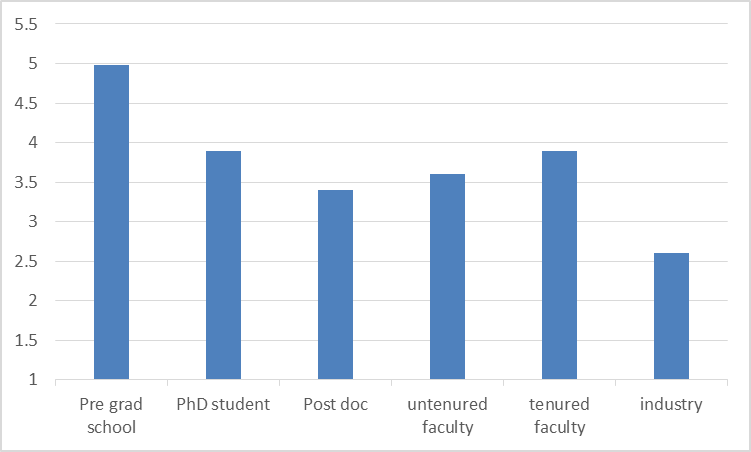 5.5
5
4.5
4
3.5
3
2.5
2
1.5
1
Pre grad
school
PhD student
Post doc
untenured
faculty
tenured
faculty
industry